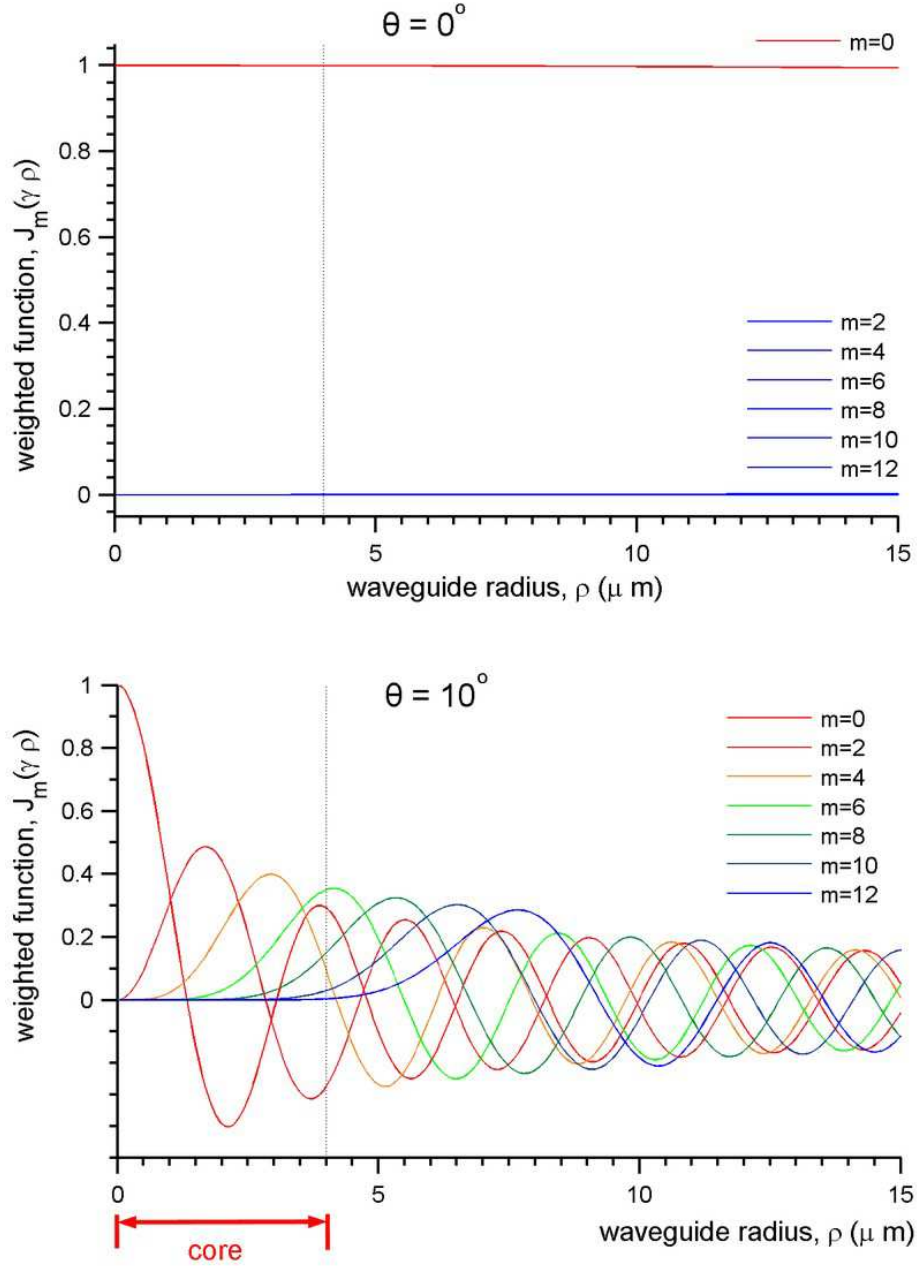 θ = 0°
m=0
1
0.8
0.6
0.4
0.2
0
weighted function, J_m(γ ρ)
m=2
m=4
m=6
m=8
m=10
m=12
0 5 10 15
waveguide radius, ρ (μ m)
θ = 10°
1
0.8
0.6
0.4
0.2
0
weighted function, J_m(γ ρ)
m=0
m=2
m=4
m=6
m=8
m=10
m=12
0 5 10 15
waveguide radius, ρ (μ m)
core